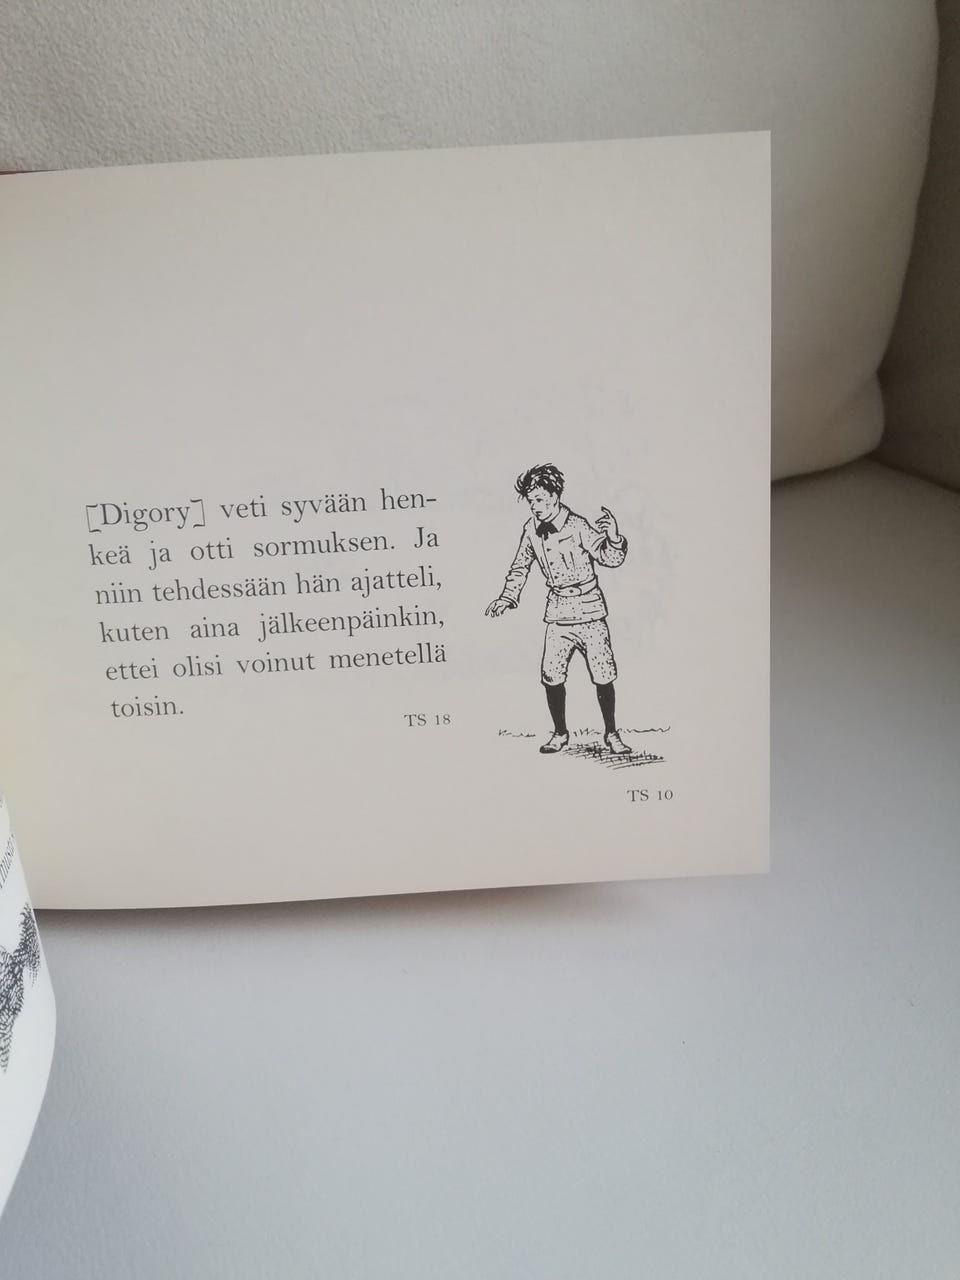 [Digory] veti syvään hen-
keä ja otti sormuksen. Ja
niin tehdessään hän ajatteli,
kuten aina jälkeenpäinkin,
ettei olisi voinut menetellä
toisin.
TS 18
TS 10